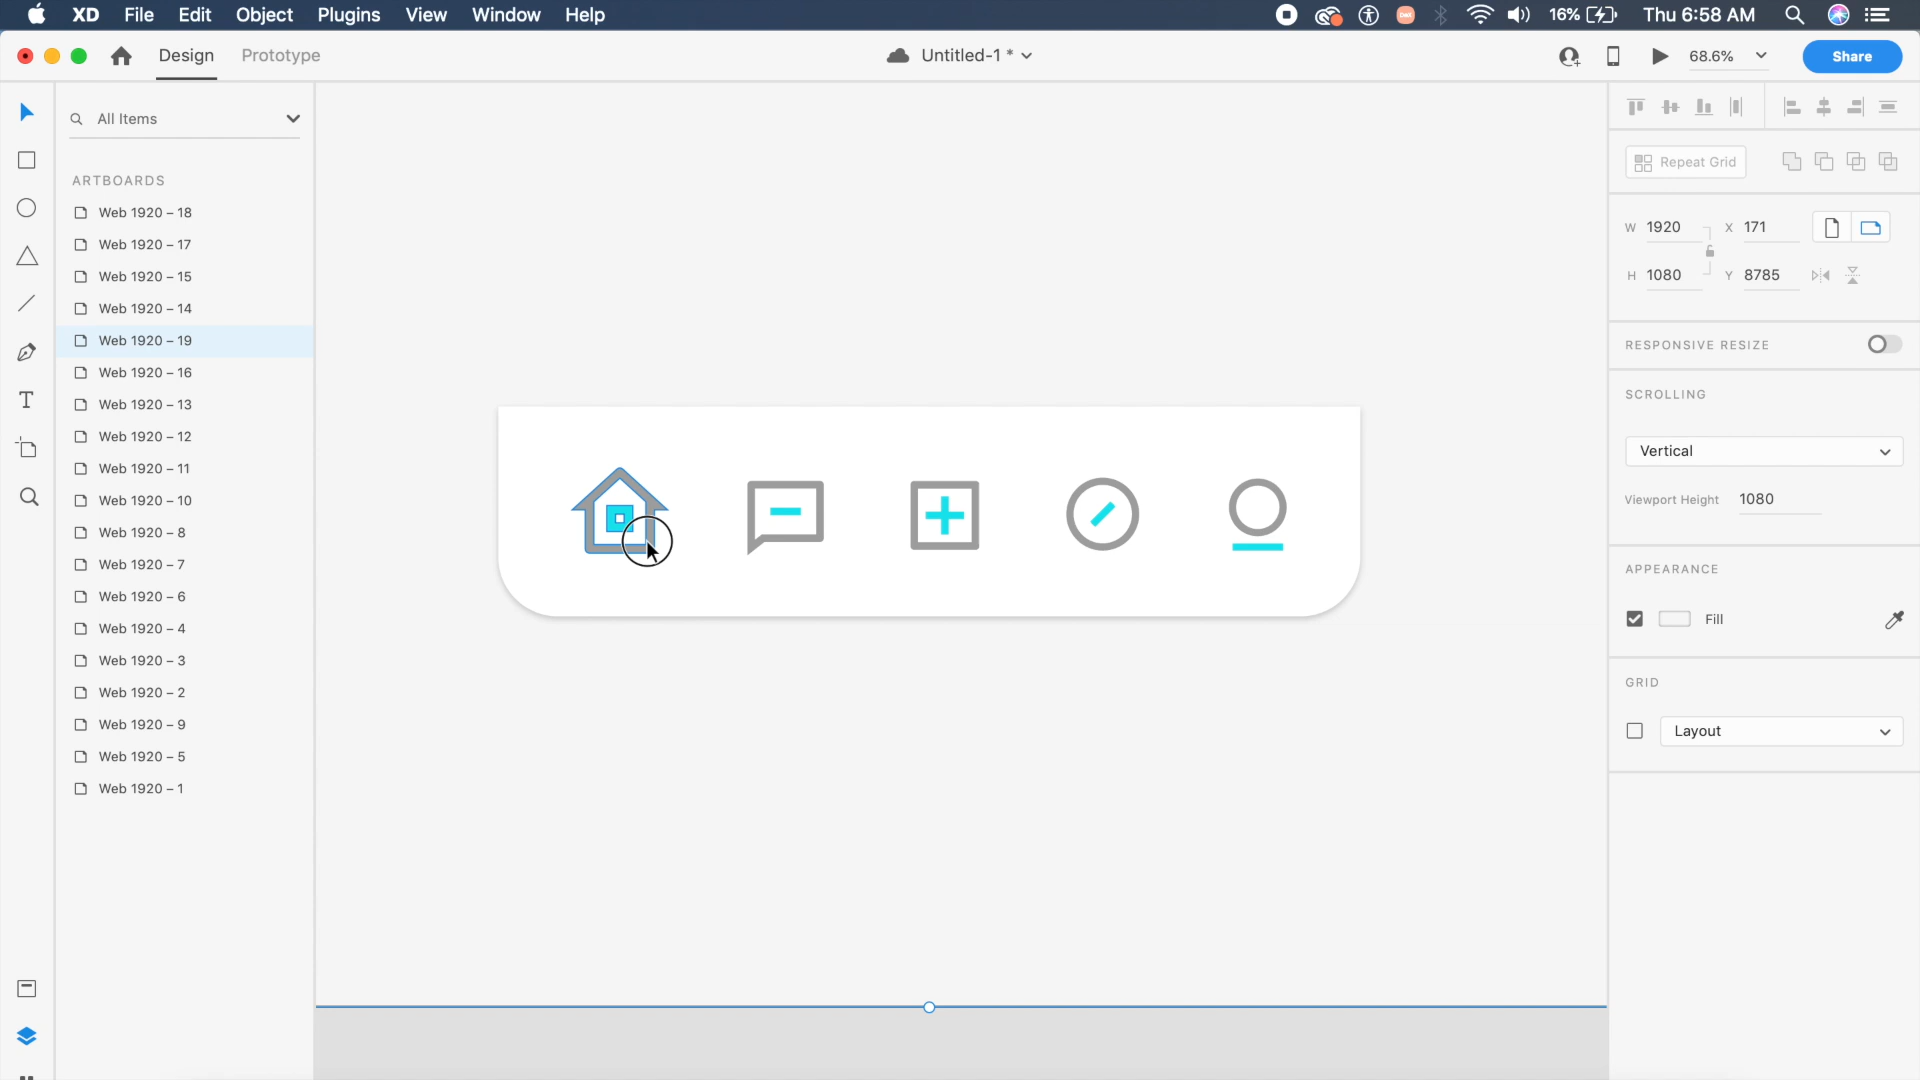 XD File Edit Object Plugins View Window Help 16% Thu 6:58 AM
Design Prototype Untitled-1 * 68.6% Share
All Items
ARTBOARDS
Web 1920 – 18
Web 1920 – 17
Web 1920 – 15
Web 1920 – 14
Web 1920 – 19
Web 1920 – 16
Web 1920 – 13
Web 1920 – 12
Web 1920 – 11
Web 1920 – 10
Web 1920 – 8
Web 1920 – 7
Web 1920 – 6
Web 1920 – 4
Web 1920 – 3
Web 1920 – 2
Web 1920 – 9
Web 1920 – 5
Web 1920 – 1
Repeat Grid
W 1920 X 171
H 1080 Y 8785
RESPONSIVE RESIZE
SCROLLING
Vertical
Viewport Height 1080
APPEARANCE
Fill
GRID
Layout